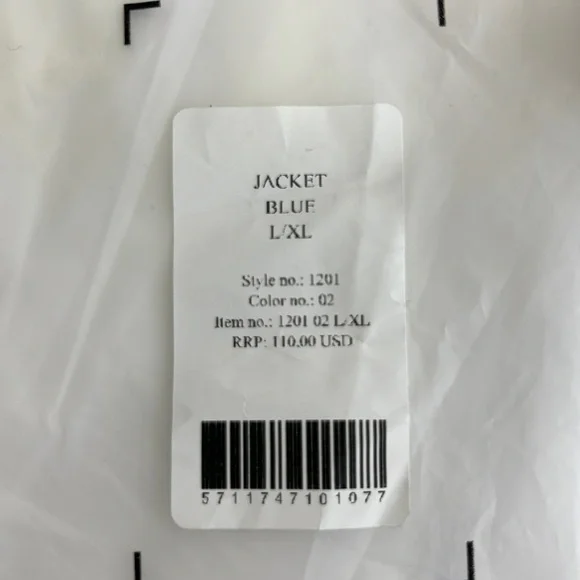 JACKET
BLUE
L/XL
Style no.: 1201
Color no.: 02
Item no.: 1201 02 L/XL
RRP: 110.00 USD
5711747101077